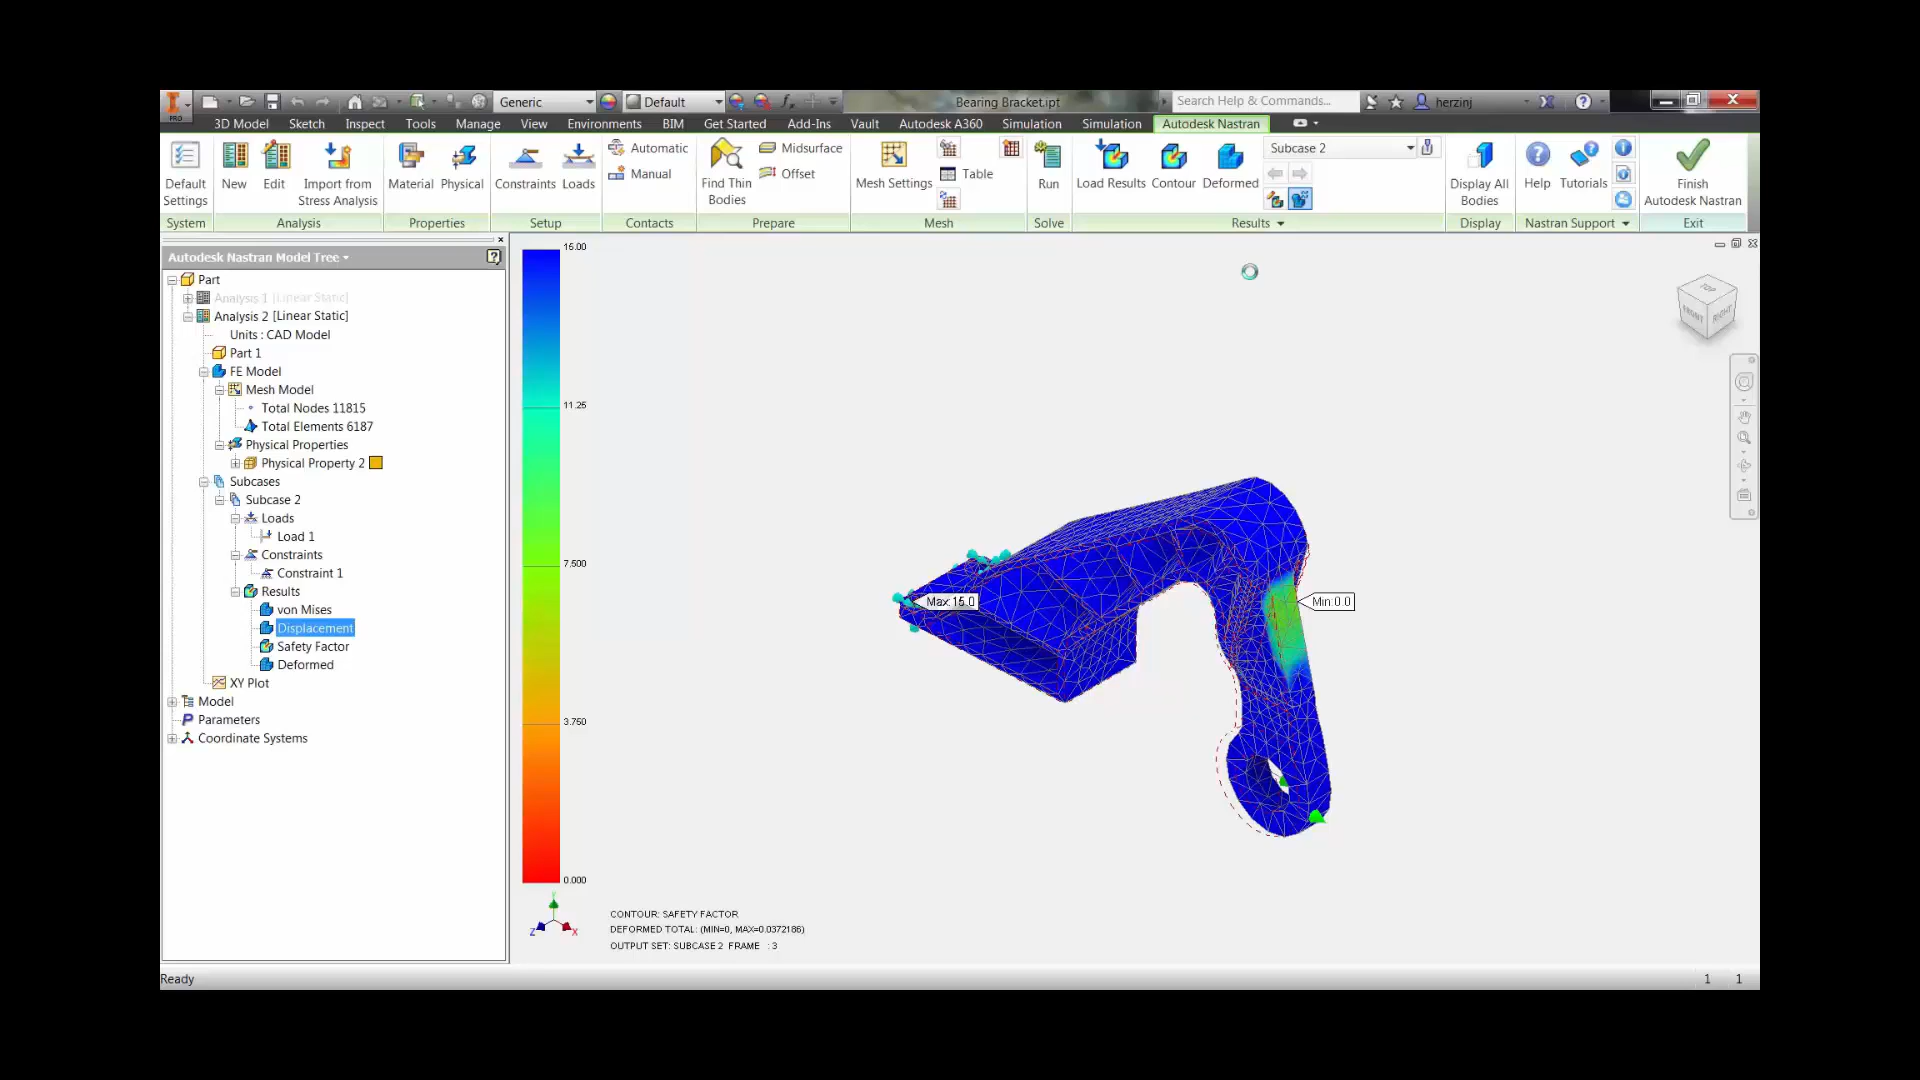 PRO
Generic
Default
Bearing Bracket.ipt
Search Help & Commands...
herzinj
3D Model Sketch Inspect Tools Manage View Environments BIM Get Started Add-Ins Vault Autodesk A360 Simulation Simulation Autodesk Nastran
Default Settings
New
Edit
Import from Stress Analysis
Material
Physical
Constraints
Loads
Automatic
Manual
Find Thin Bodies
Midsurface
Offset
Mesh Settings
Table
Run
Load Results
Contour
Deformed
Subcase 2
Display All Bodies
Help
Tutorials
Finish Autodesk Nastran
System Analysis Properties Setup Contacts Prepare Mesh Solve Results Display Nastran Support Exit
Autodesk Nastran Model Tree
Part
Analysis 1 [Linear Static]
Analysis 2 [Linear Static]
Units : CAD Model
Part 1
FE Model
Mesh Model
Total Nodes 11815
Total Elements 6187
Physical Properties
Physical Property 2
Subcases
Subcase 2
Loads
Load 1
Constraints
Constraint 1
Results
von Mises
Displacement
Safety Factor
Deformed
XY Plot
Model
Parameters
Coordinate Systems
15.00
11.25
7.500
3.750
0.000
Max:15.0
Min:0.0
TOP
FRONT
RIGHT
Y
Z
X
CONTOUR: SAFETY FACTOR
DEFORMED TOTAL: (MIN=0, MAX=0.0372186)
OUTPUT SET: SUBCASE 2 FRAME : 3
Ready
1 1